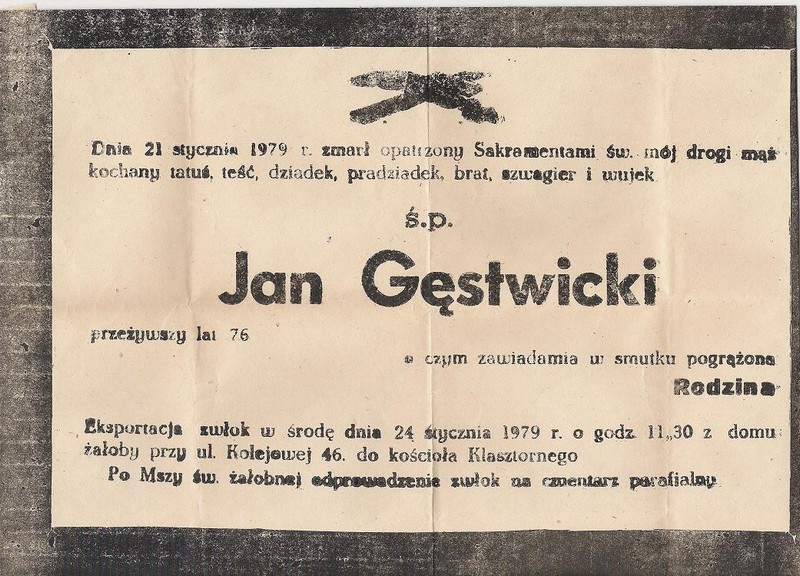 Dnia 21 stycznia 1979 r. zmarł opatrzony Sakramentami św. mój drogi mąż
kochany tatuś, teść, dziadek, pradziadek, brat, szwagier i wujek
ś.p.
Jan Gęstwicki
przeżywszy lat 76
o czym zawiadamia w smutku pogrążona
Rodzina
Eksportacja zwłok w środę dnia 24 stycznia 1979 r. o godz. 11,,30 z domu
żałoby przy ul. Kolejowej 46. do kościoła Klasztornego
Po Mszy św. żałobnej odprowadzenie zwłok na cmentarz parafialny